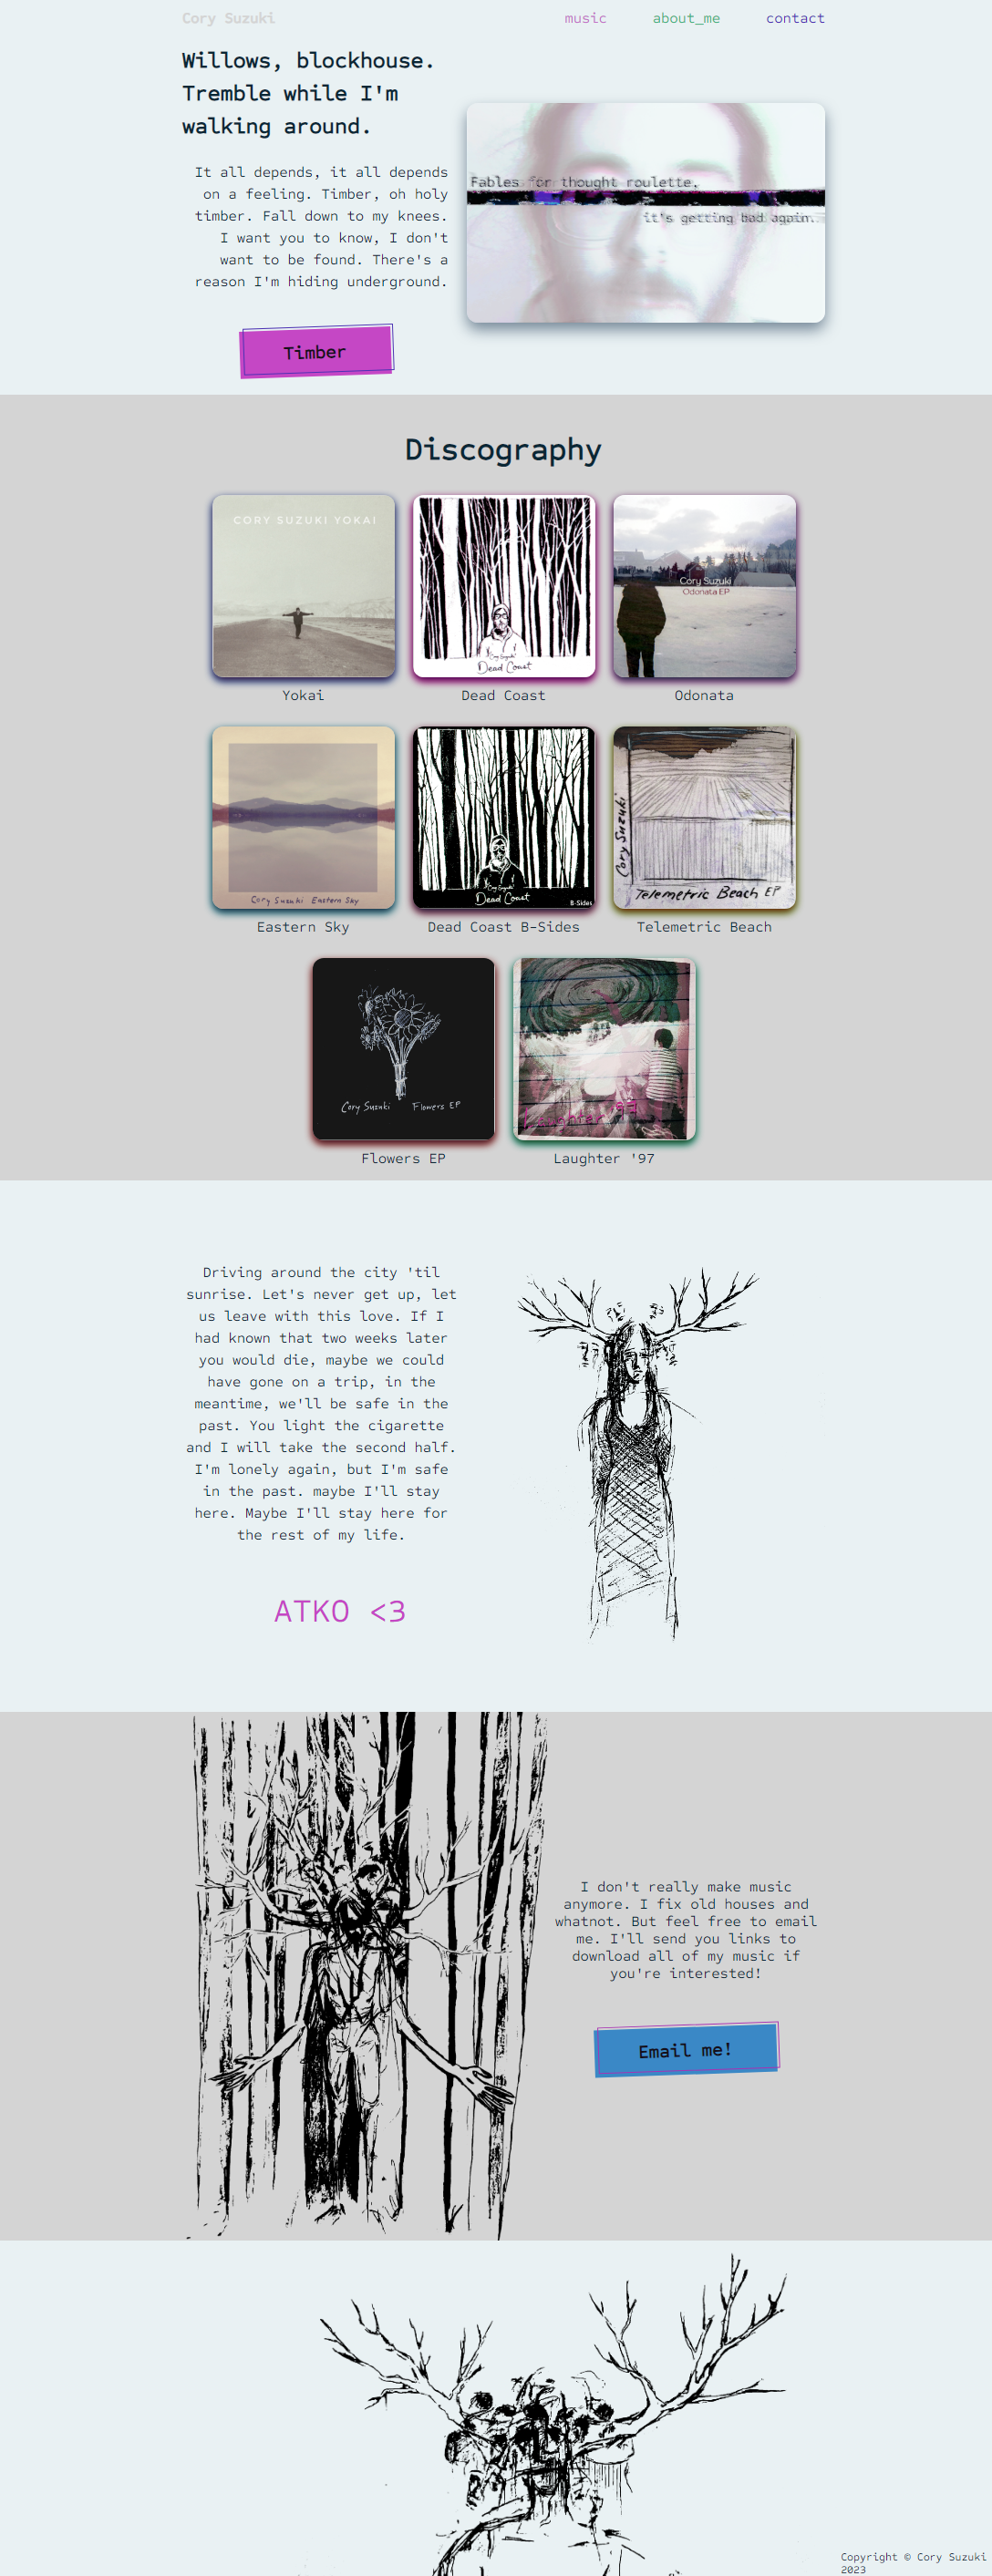 Cory Suzuki
music about_me contact
Willows, blockhouse.
Tremble while I'm
walking around.
It all depends, it all depends
on a feeling. Timber, oh holy
timber. Fall down to my knees.
I want you to know, I don't
want to be found. There's a
reason I'm hiding underground.
Timber
Fables for thought roulette.
it's getting bad again.
Discography
CORY SUZUKI YOKAI
Cory Suzuki
Dead Coast
Cory Suzuki
Odonata EP
Yokai
Dead Coast
Odonata
Cory Suzuki Eastern Sky
Cory Suzuki
Dead Coast
B-Sides
Cory Suzuki
Telemetric Beach EP
Eastern Sky
Dead Coast B-Sides
Telemetric Beach
Cory Suzuki Flowers EP
Laughter '97
Flowers EP
Laughter '97
Driving around the city 'til
sunrise. Let's never get up, let
us leave with this love. If I
had known that two weeks later
you would die, maybe we could
have gone on a trip, in the
meantime, we'll be safe in the
past. You light the cigarette
and I will take the second half.
I'm lonely again, but I'm safe
in the past. maybe I'll stay
here. Maybe I'll stay here for
the rest of my life.
ATKO <3
I don't really make music
anymore. I fix old houses and
whatnot. But feel free to email
me. I'll send you links to
download all of my music if
you're interested!
Email me!
Copyright © Cory Suzuki
2023